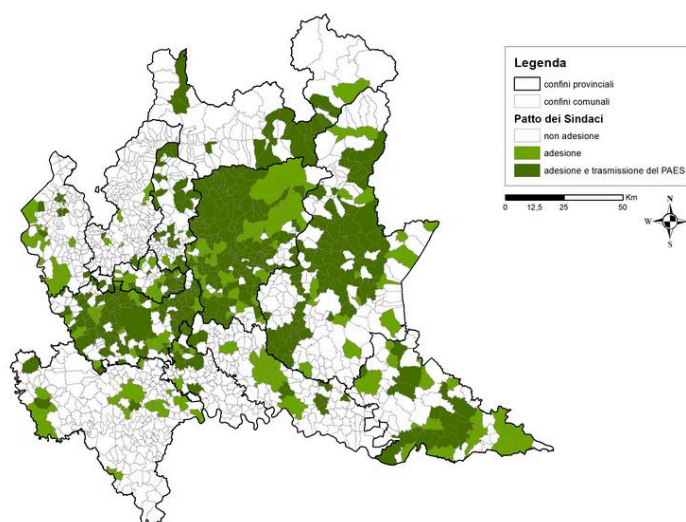 Legenda
confini provinciali
confini comunali
Patto dei Sindaci
non adesione
adesione
adesione e trasmissione del PAES
Km
0 12,5 25 50
N
W
S